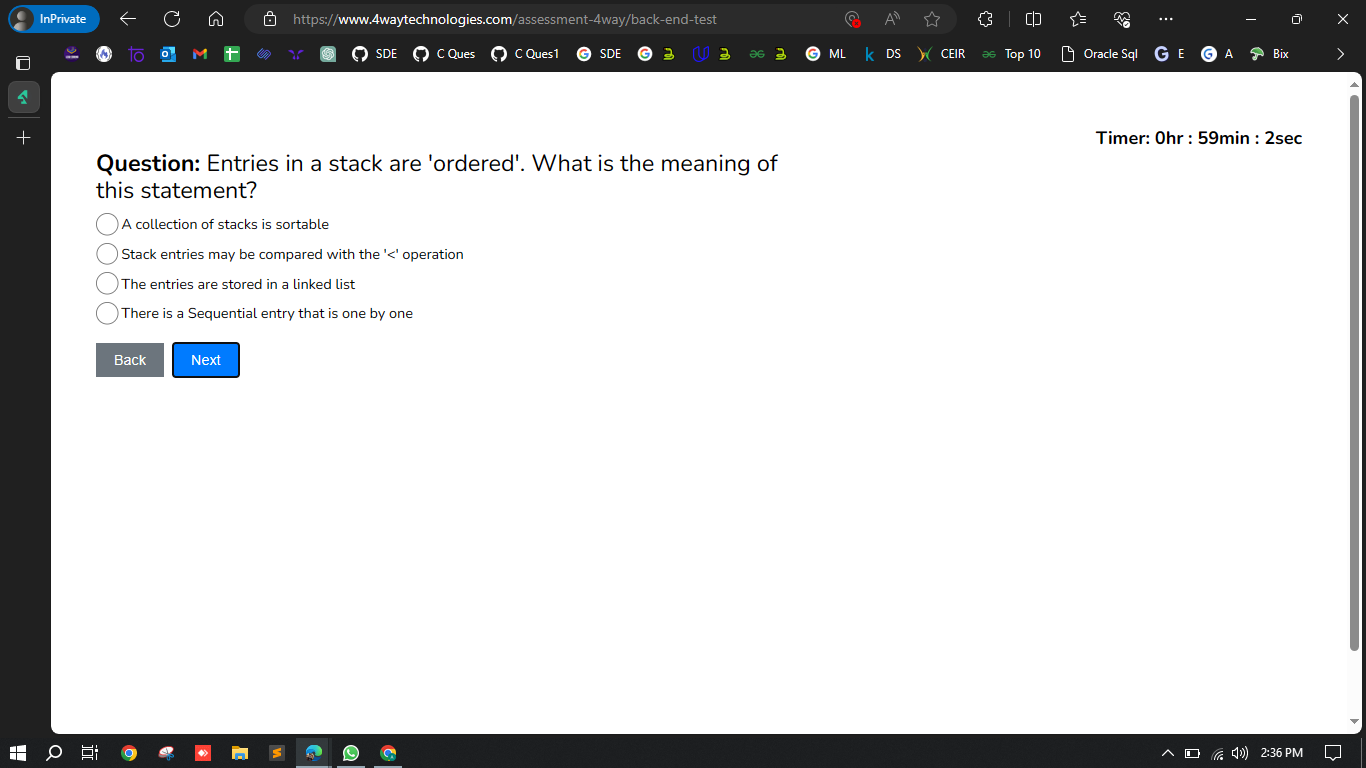 InPrivate
https://www.4waytechnologies.com/assessment-4way/back-end-test
SDE C Ques C Ques1 SDE ML DS CEIR Top 10 Oracle Sql E A Bix
Timer: 0hr : 59min : 2sec
Question: Entries in a stack are 'ordered'. What is the meaning of
this statement?
A collection of stacks is sortable
Stack entries may be compared with the '<' operation
The entries are stored in a linked list
There is a Sequential entry that is one by one
Back Next
2:36 PM